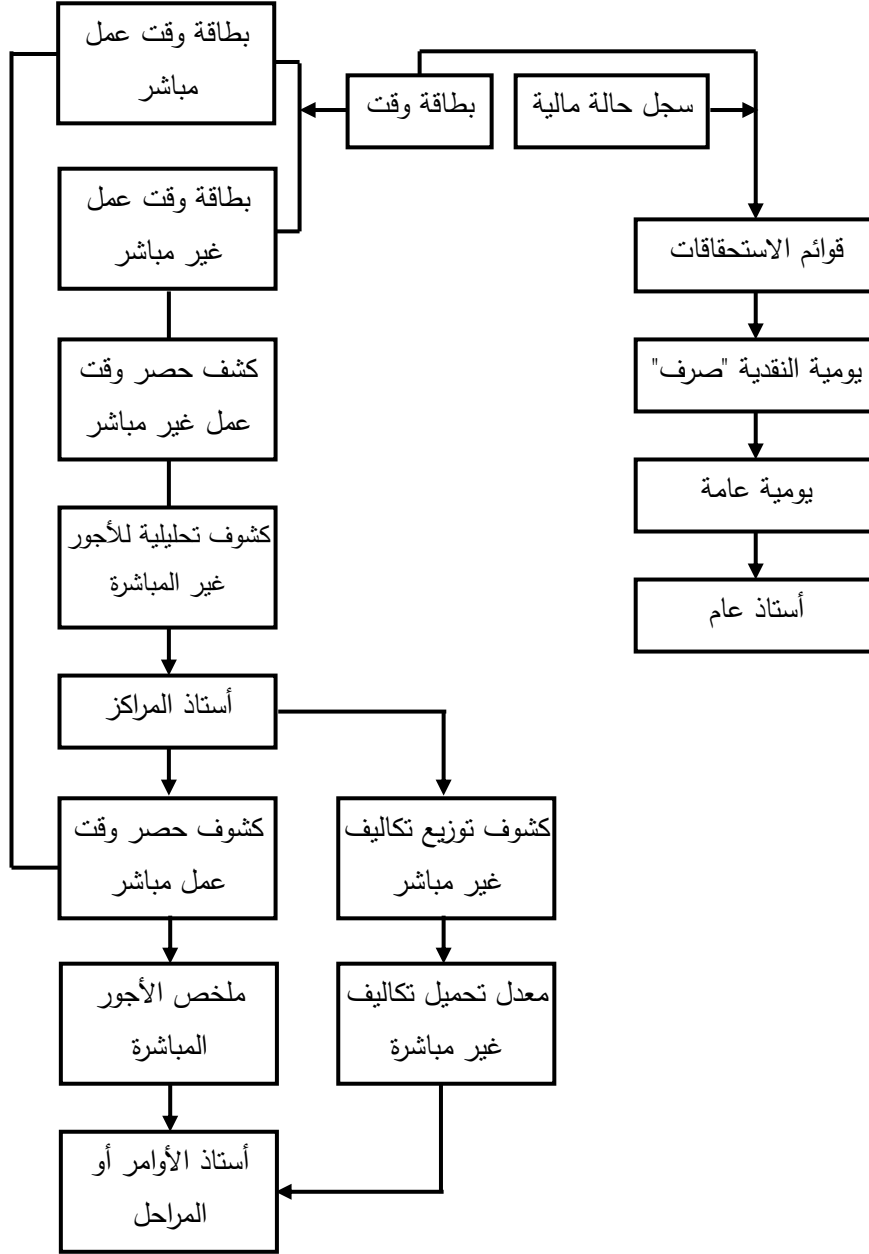 بطاقة وقت عمل
مباشر
سجل حالة مالية
بطاقة وقت
بطاقة وقت عمل
غير مباشر
قوائم الاستحقاقات
يومية النقدية "صرف"
كشف حصر وقت
عمل غير مباشر
يومية عامة
كشوف تحليلية للأجور
غير المباشرة
أستاذ عام
أستاذ المراكز
كشوف توزيع تكاليف
غير مباشر
كشوف حصر وقت
عمل مباشر
معدل تحميل تكاليف
غير مباشرة
ملخص الأجور
المباشرة
أستاذ الأوامر أو
المراحل